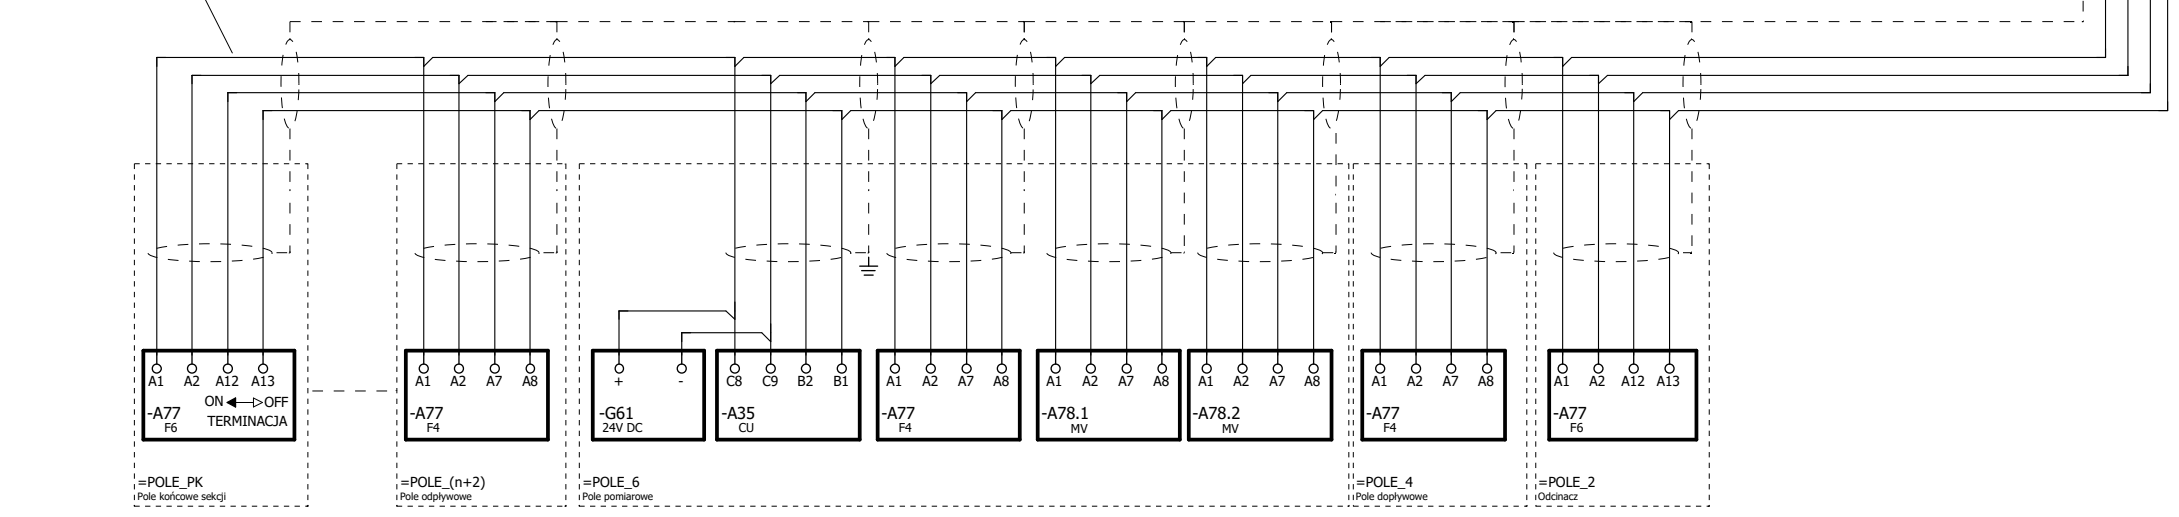 A1 A2 A12 A13
ON OFF
-A77
F6
TERMINACJA
=POLE_PK
Pole końcowe sekcji
A1 A2 A7 A8
-A77
F4
=POLE_(n+2)
Pole odpływowe
+ -
-G61
24V DC
C8 C9 B2 B1
-A35
CU
A1 A2 A7 A8
-A77
F4
A1 A2 A7 A8
-A78.1
MV
A1 A2 A7 A8
-A78.2
MV
=POLE_6
Pole pomiarowe
A1 A2 A7 A8
-A77
F4
=POLE_4
Pole dopływowe
A1 A2 A12 A13
-A77
F6
=POLE_2
Odcinacz